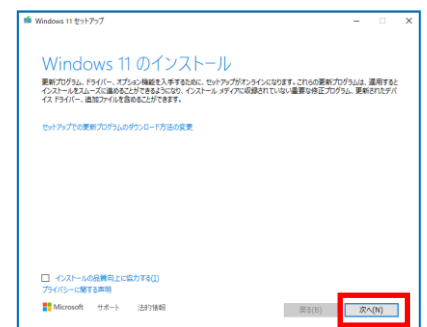 Windows 11 セットアップ
Windows 11 のインストール
更新プログラム、ドライバー、オプション機能を入手するために、セットアップがオンラインになります。これらの更新プログラムは、運用すると
インストールをスムーズに進めることができるようになり、インストール メディアに収録されていない重要な修正プログラム、更新されたデバ
イス ドライバー、追加ファイルを含めることができます。
セットアップでの更新プログラムのダウンロード方法の変更
インストールの品質向上に協力する(I)
プライバシーに関する声明
Microsoft サポート 法的情報
戻る(B) 次へ(N)